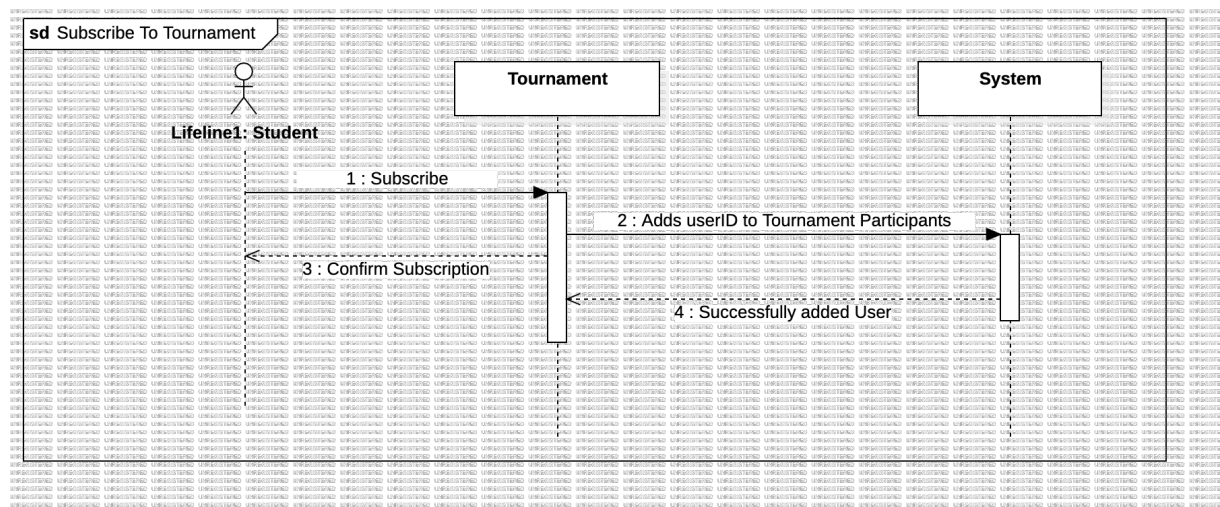 sd Subscribe To Tournament
Tournament
System
Lifeline1: Student
1 : Subscribe
2 : Adds userID to Tournament Participants
3 : Confirm Subscription
4 : Successfully added User